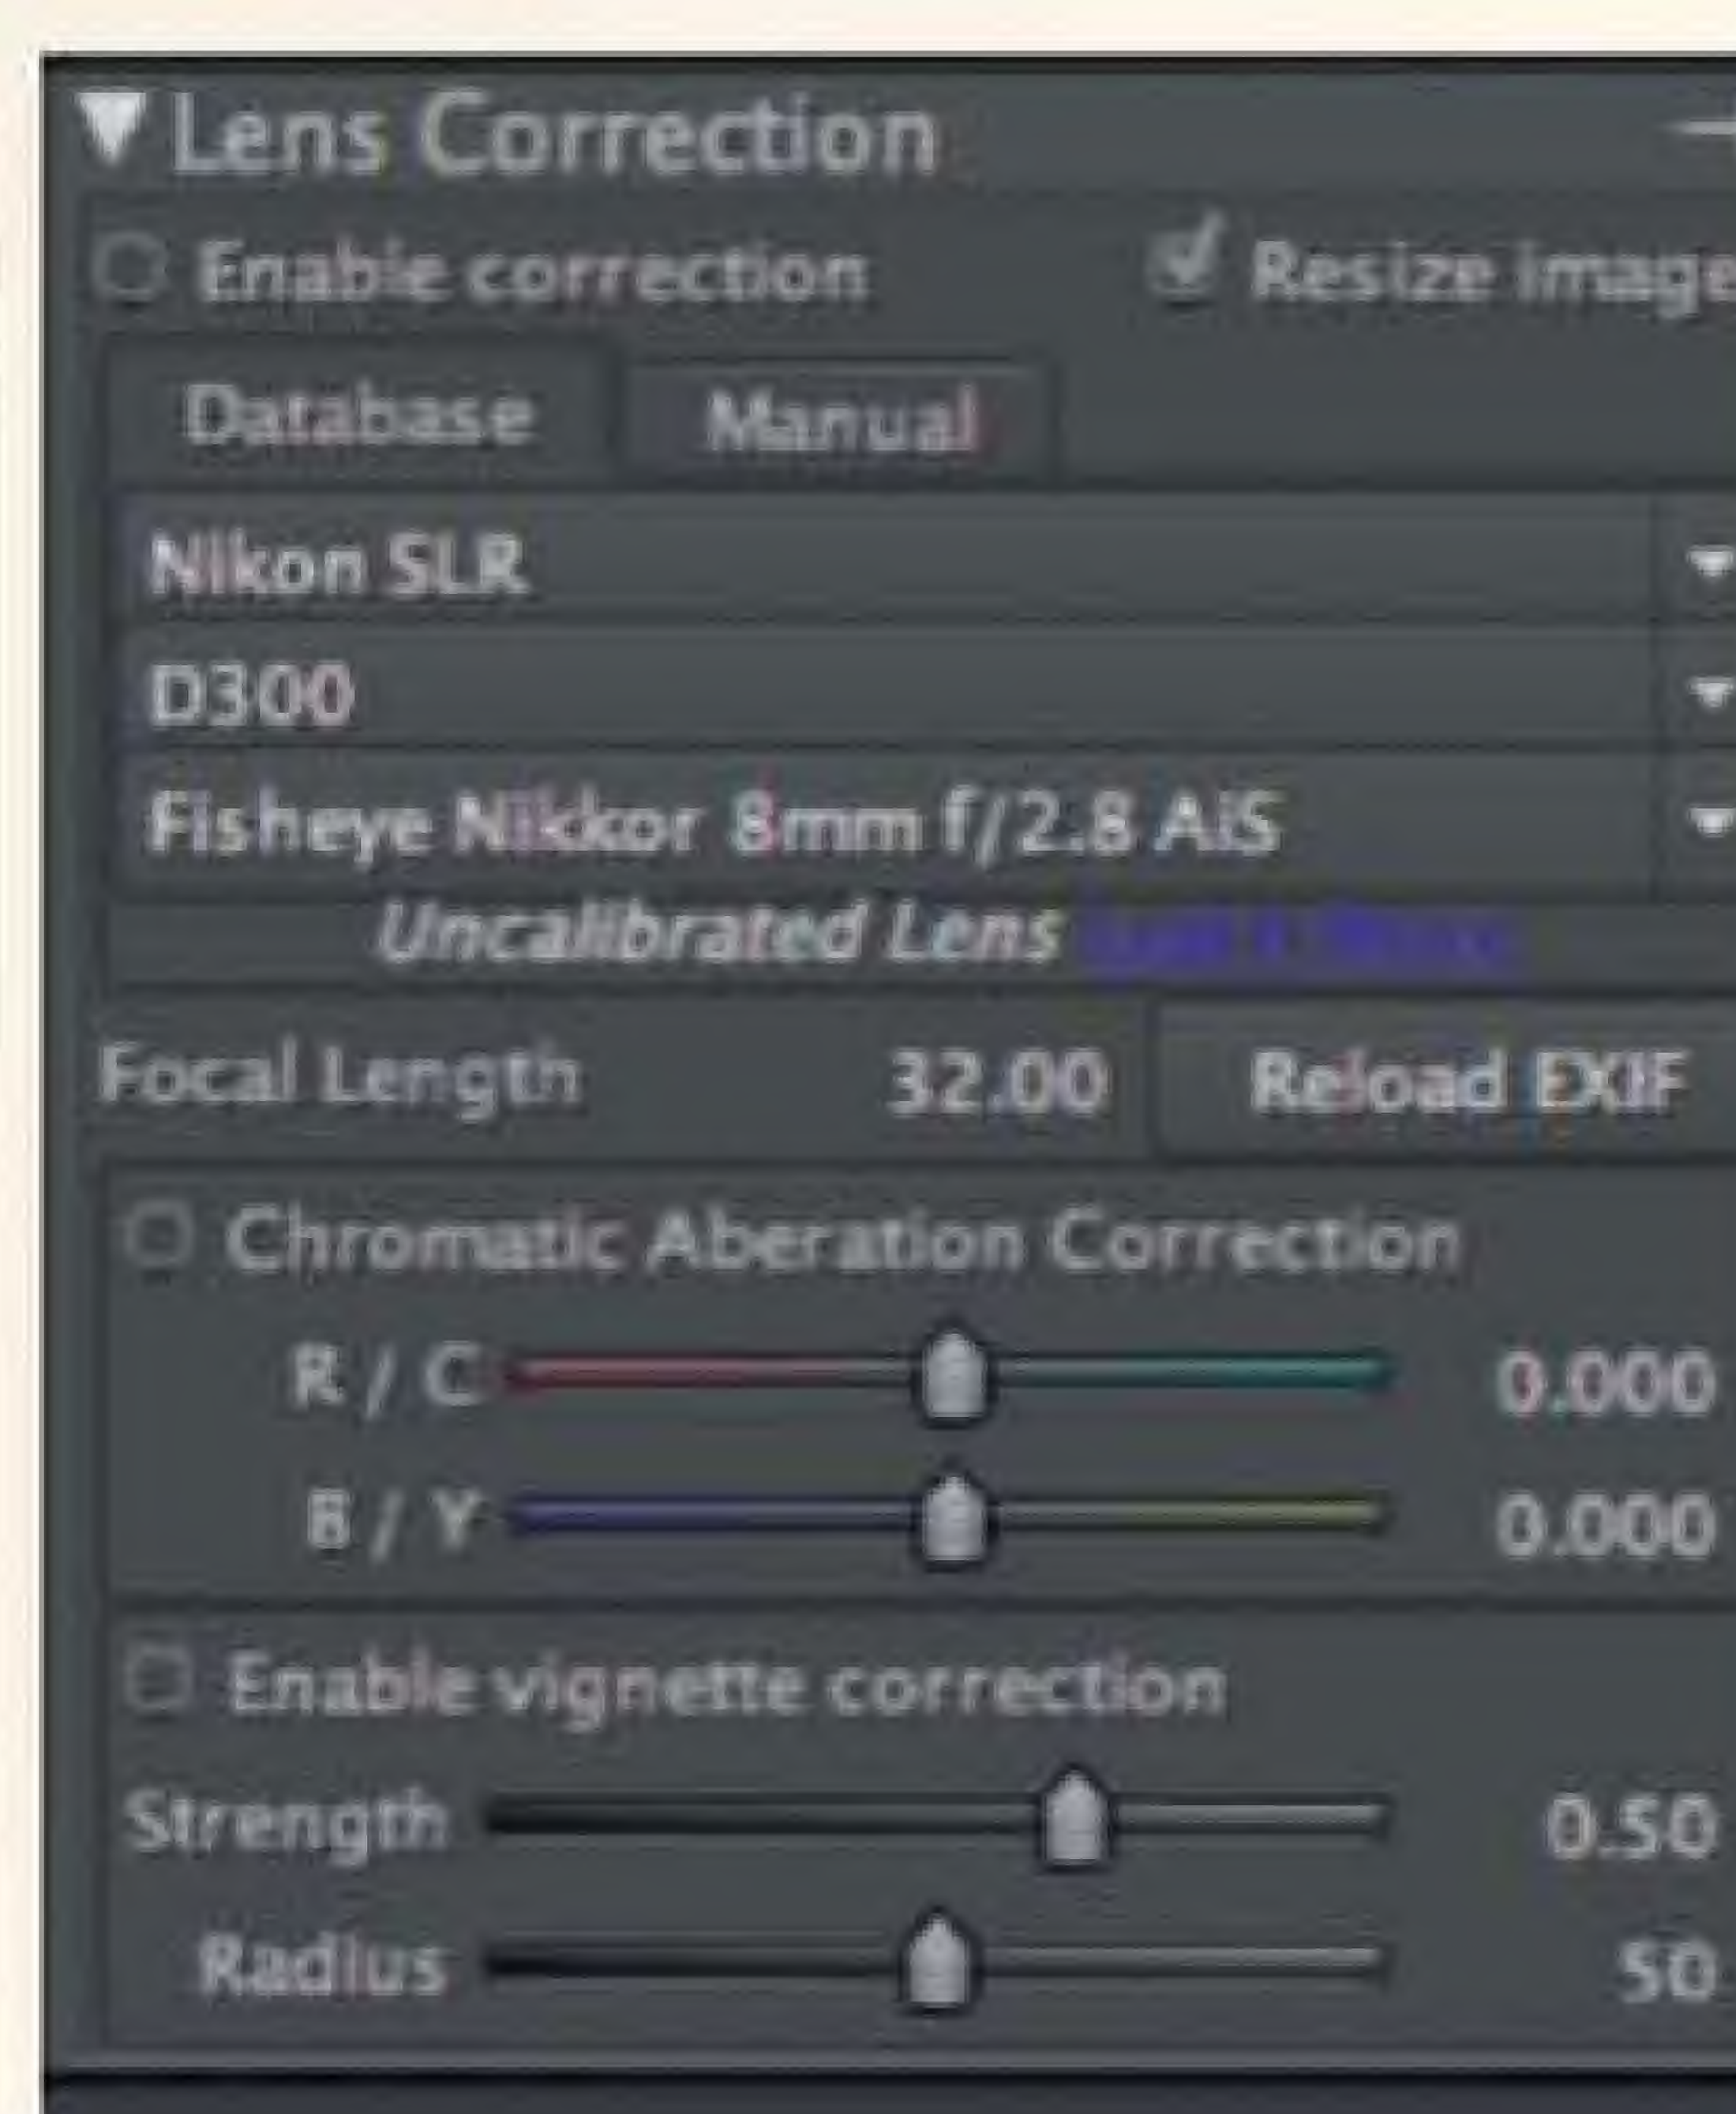 Lens Correction
Enable correction
Resize image
Database
Manual
Nikon SLR
D300
Fisheye Nikkor 8mm f/2.8 AiS
Uncalibrated Lens
Focal Length 32.00 Reload EXIF
Chromatic Aberation Correction
R / C 0.000
B / Y 0.000
Enable vignette correction
Strength 0.50
Radius 50